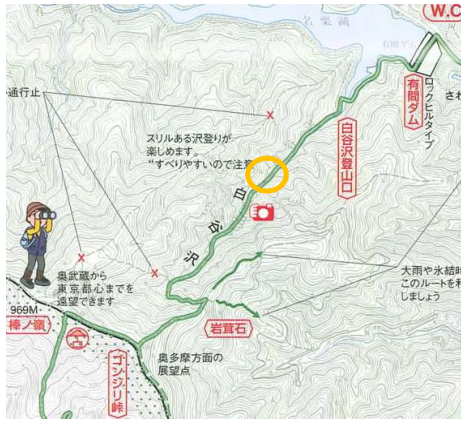 W.C
名栗湖
有間ダム
ロックヒルタイプ
通行止
スリルある沢登りが
楽しめます。
"すべりやすいので注意
白谷沢登山口
白谷沢
奥武蔵から
東京都心までを
遠望できます
大雨や氷結時
このルートを利
しましょう
969M
棒ノ嶺
岩茸石
ゴンジリ峠
奥多摩方面の
展望点